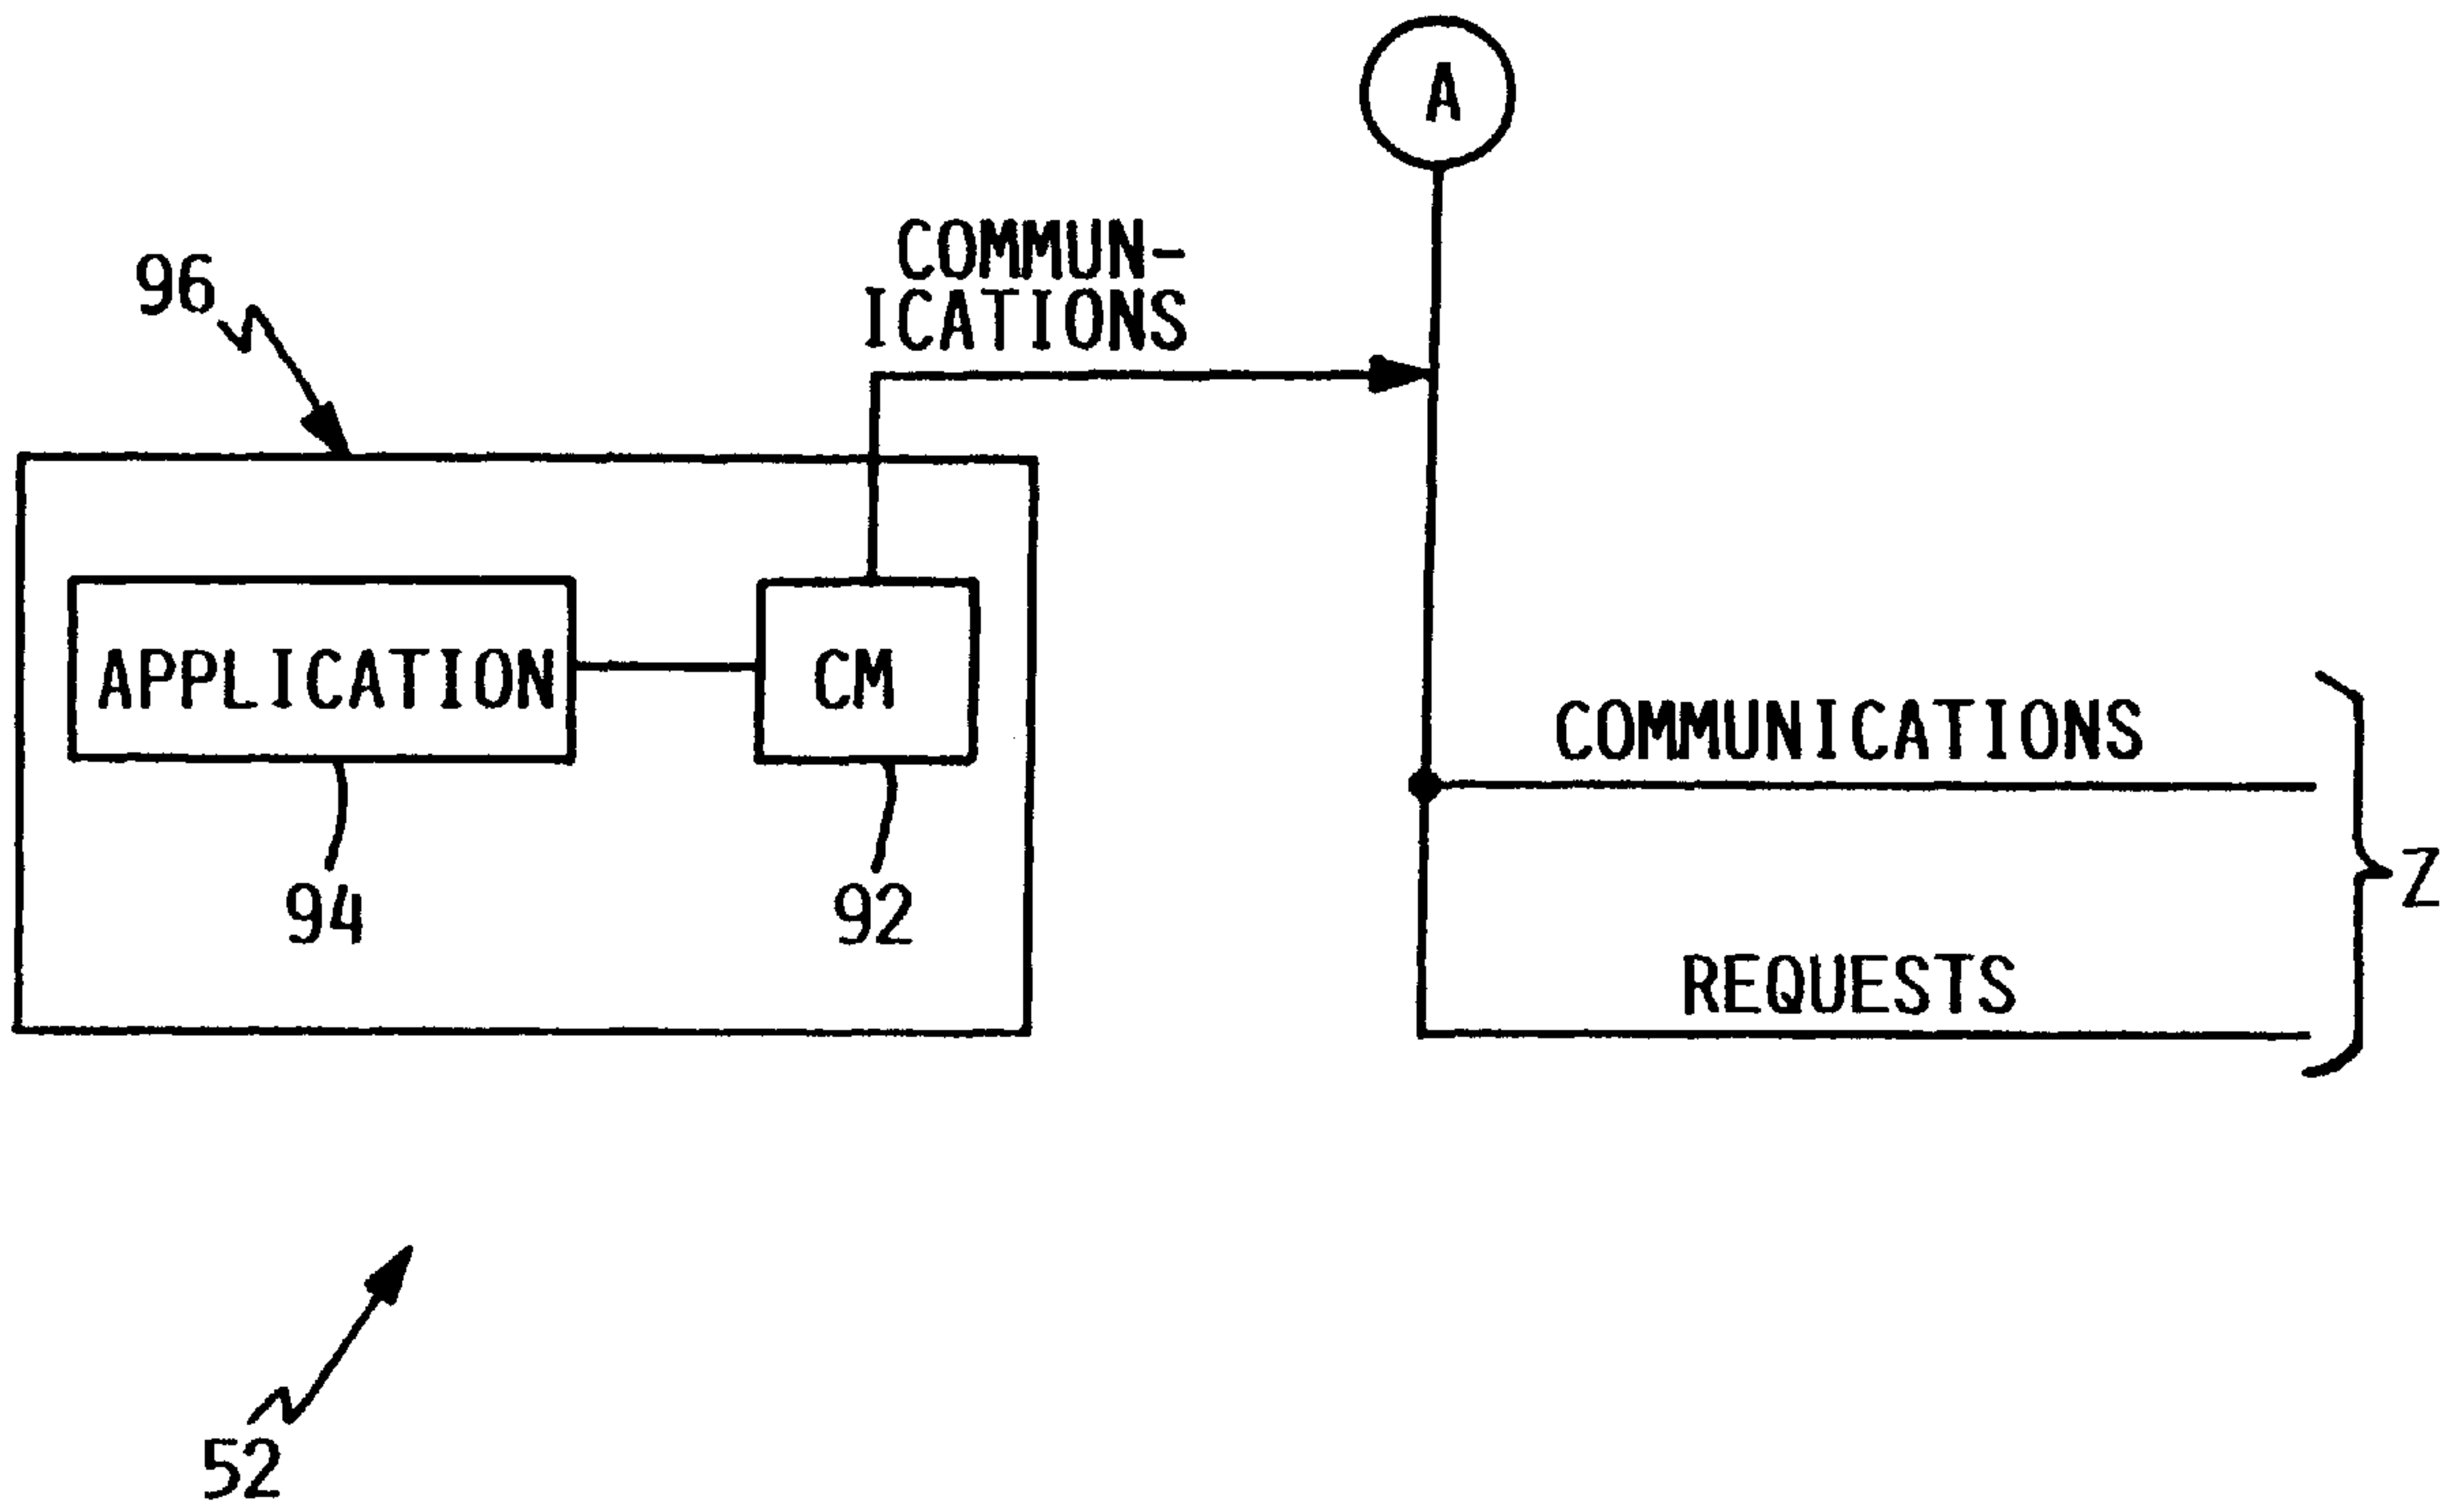 A
COMMUN-
ICATIONS
96
APPLICATION
CM
COMMUNICATIONS
Z
94
92
REQUESTS
52